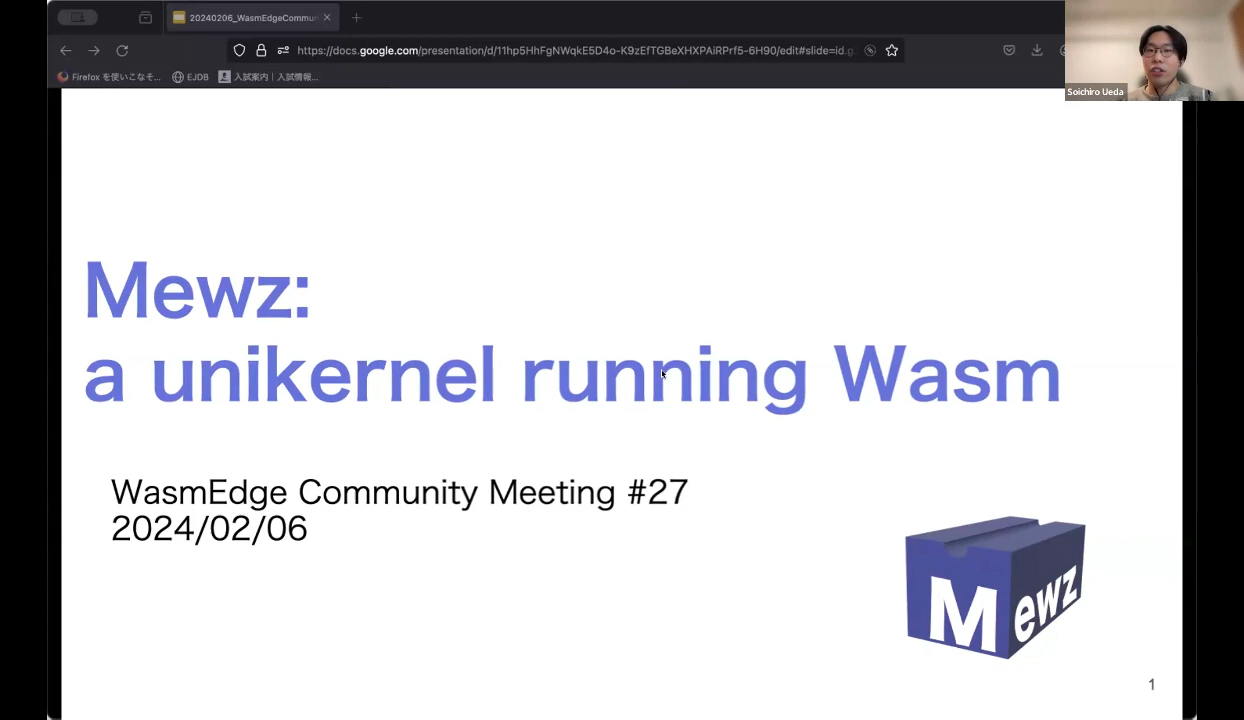 20240206_WasmEdgeCommun
https://docs.google.com/presentation/d/11hp5HhFgNWqkE5D4o-K9zEfTGBeXHXPAiRPrf5-6H90/edit#slide=id.g
Firefox を使いこなそ... EJDB 入試案内 | 入試情報...
Soichiro Ueda
Mewz:
a unikernel running Wasm
WasmEdge Community Meeting #27
2024/02/06
Mewz
1